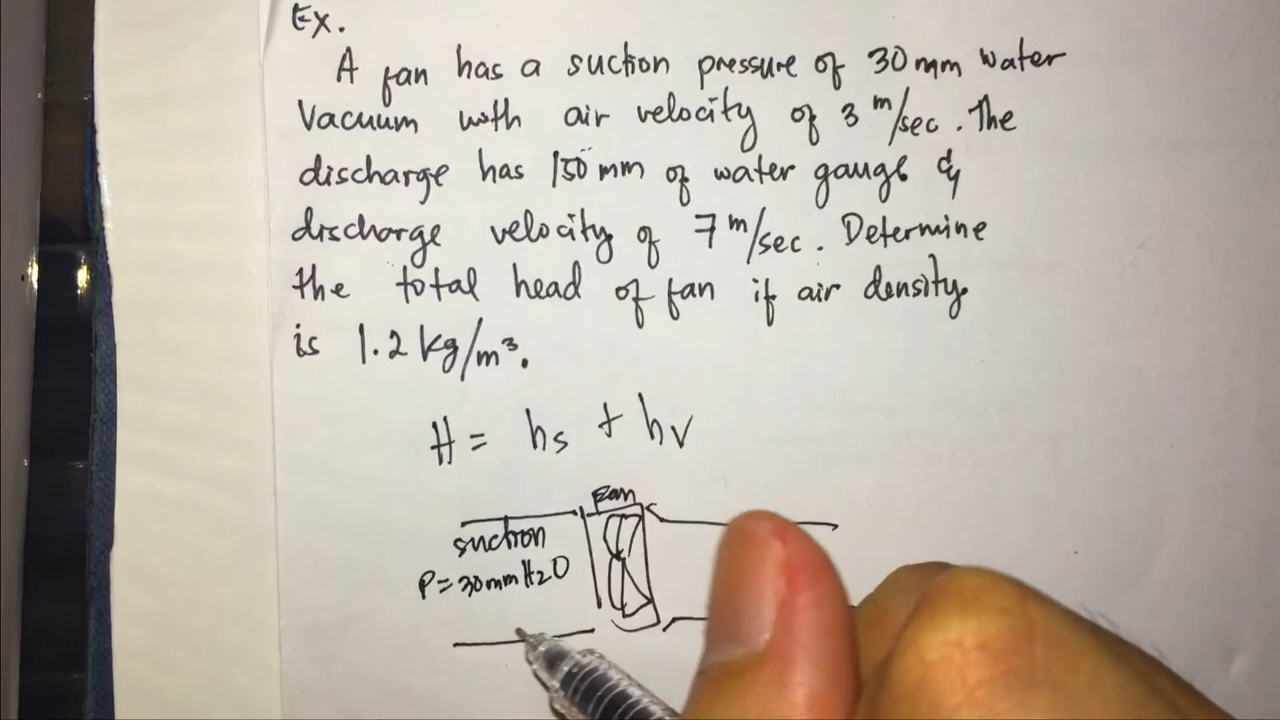 Ex.
A fan has a suction pressure of 30 mm water
Vacuum with air velocity of 3 m/sec. The
discharge has 150 mm of water gauge &
discharge velocity of 7 m/sec. Determine
the total head of fan if air density
is 1.2 kg/m³.
H = hs + hv
Fan
suction
P = 30 mm H2O